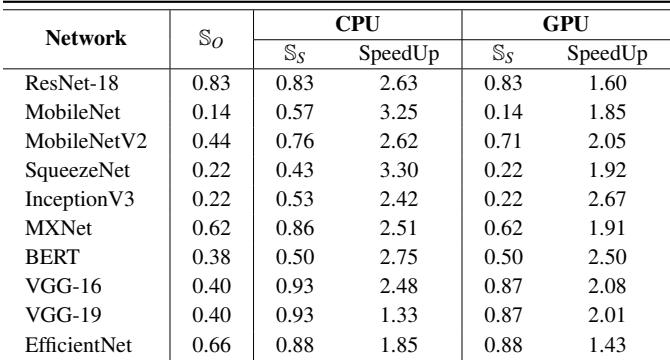 Network 𝕊O CPU GPU
𝕊S SpeedUp 𝕊S SpeedUp
ResNet-18 0.83 0.83 2.63 0.83 1.60
MobileNet 0.14 0.57 3.25 0.14 1.85
MobileNetV2 0.44 0.76 2.62 0.71 2.05
SqueezeNet 0.22 0.43 3.30 0.22 1.92
InceptionV3 0.22 0.53 2.42 0.22 2.67
MXNet 0.62 0.86 2.51 0.62 1.91
BERT 0.38 0.50 2.75 0.50 2.50
VGG-16 0.40 0.93 2.48 0.87 2.08
VGG-19 0.40 0.93 1.33 0.87 2.01
EfficientNet 0.66 0.88 1.85 0.88 1.43